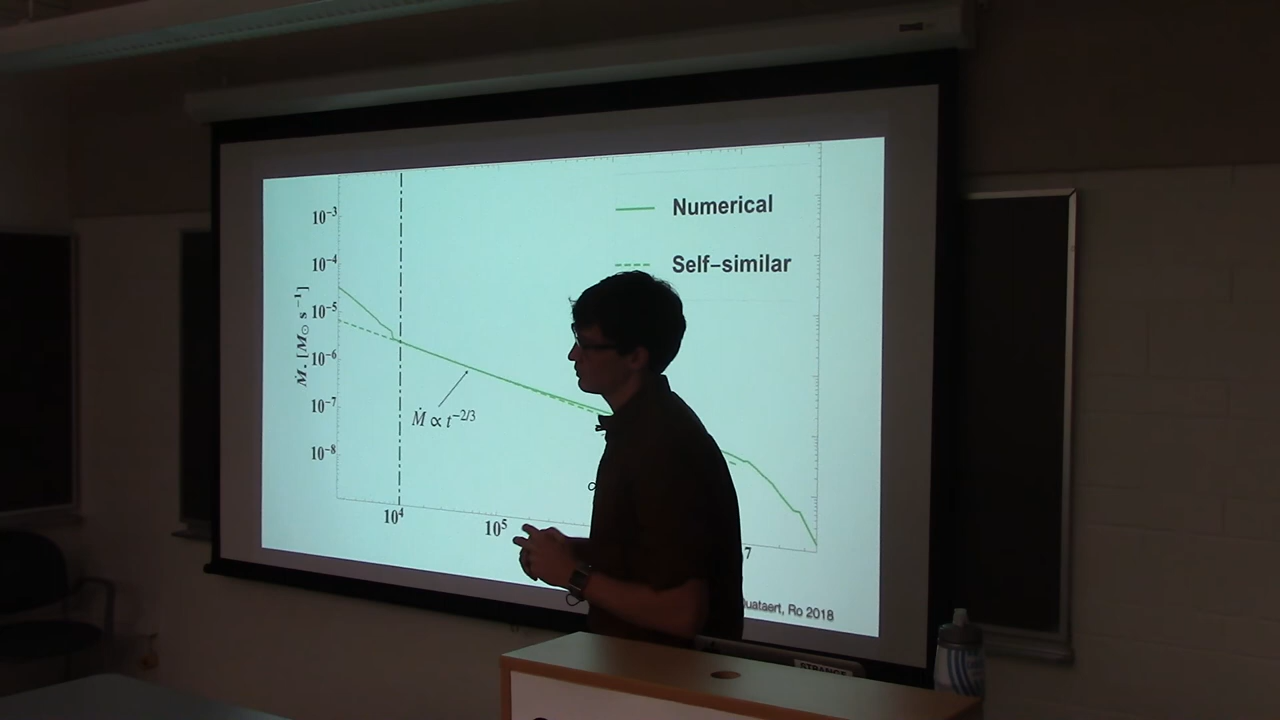 Numerical
Self–similar
10⁻³
10⁻⁴
10⁻⁵
10⁻⁶
10⁻⁷
10⁻⁸
Ṁ. [M⊙ s⁻¹]
Ṁ ∝ t⁻²/³
10⁴
10⁵
7
Ro 2018
STRANGE